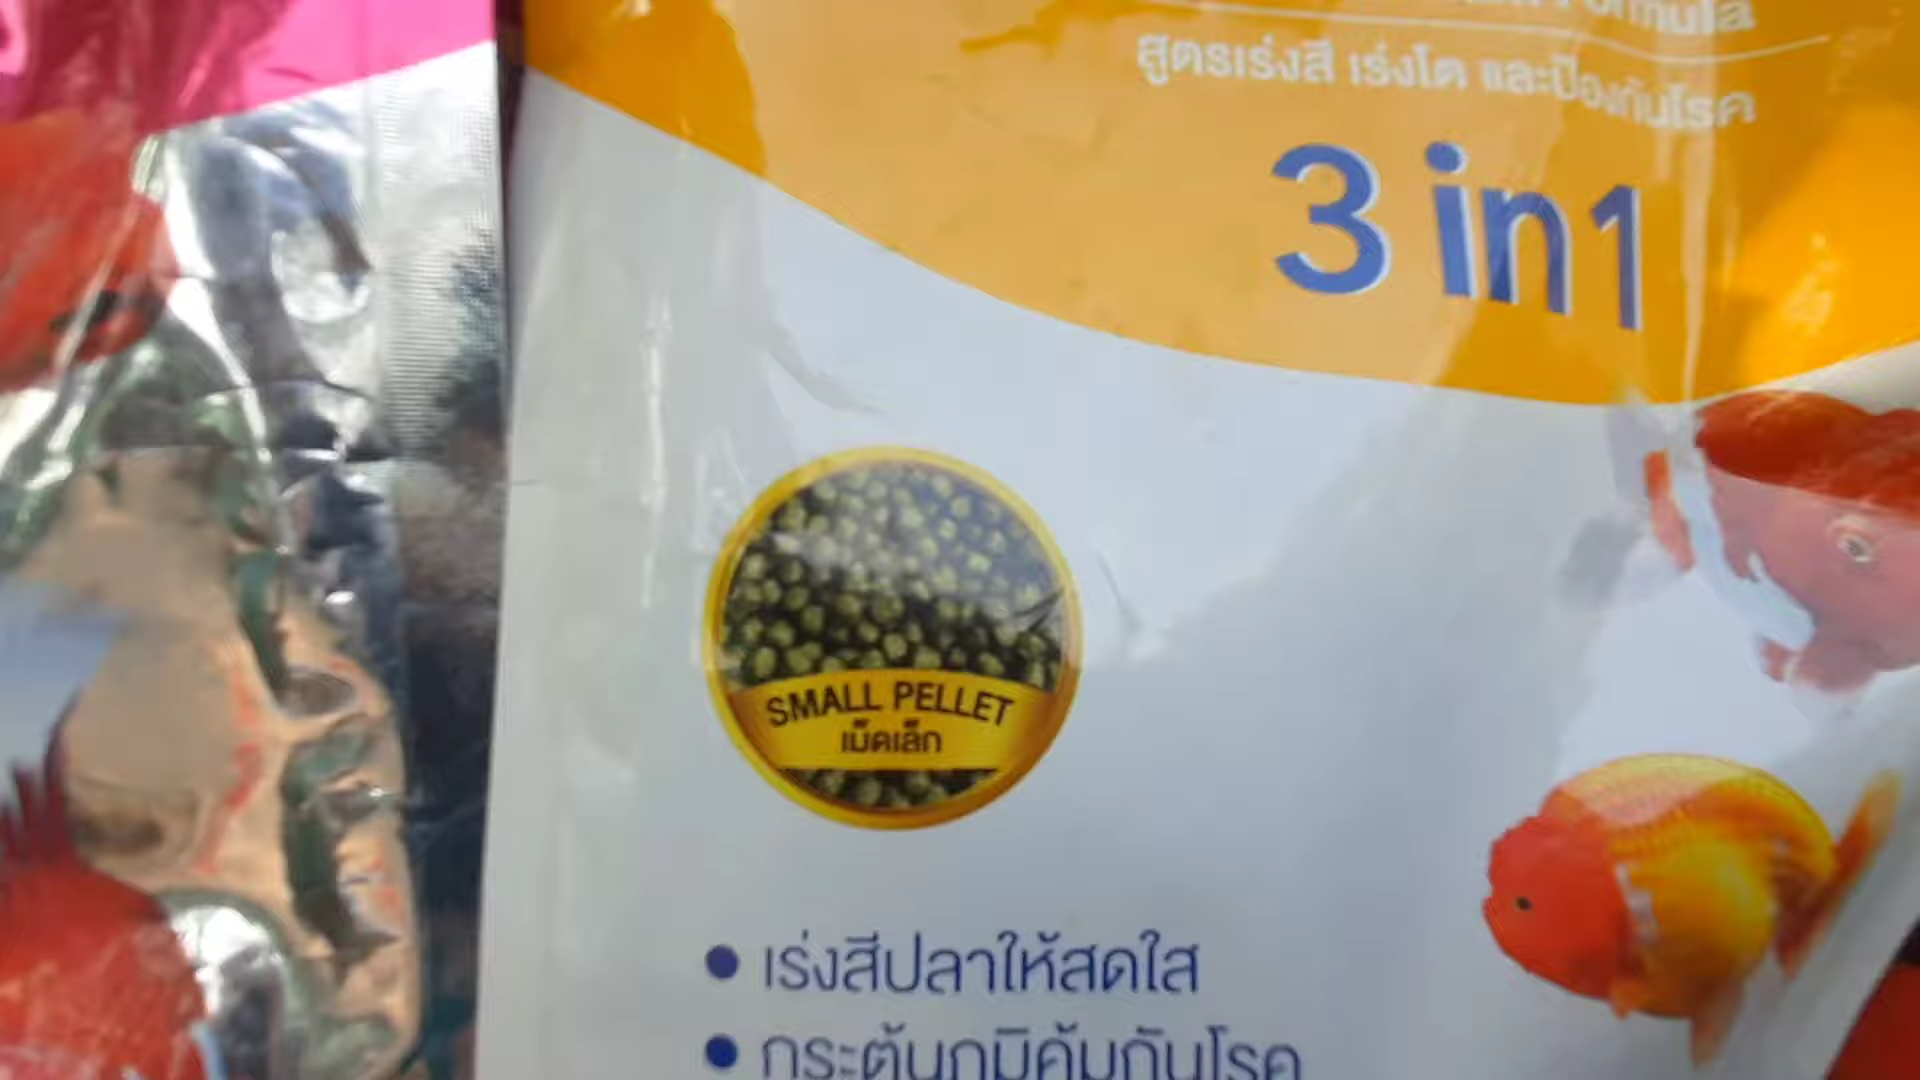 Formula
สูตรเร่งสี เร่งโต และป้องกันโรค
3 in 1
SMALL PELLET
เม็ดเล็ก
• เร่งสีปลาให้สดใส
• กระตุ้นภูมิคุ้มกันโรค